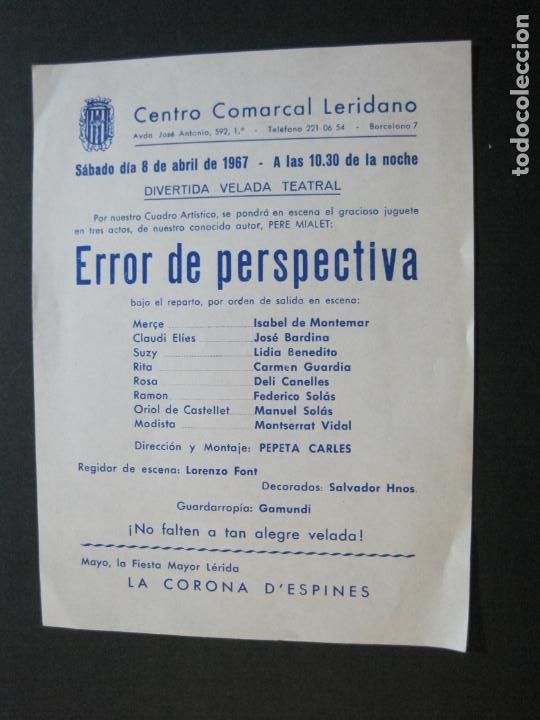 Centro Comarcal Leridano
Avda. José Antonio, 592, 1.º - Teléfono 221 06 54 - Barcelona 7
Sábado día 8 de abril de 1967 - A las 10.30 de la noche
DIVERTIDA VELADA TEATRAL
Por nuestro Cuadro Artístico, se pondrá en escena el gracioso juguete
en tres actos, de nuestro conocido autor, PERE MIALET:
Error de perspectiva
bajo el reparto, por orden de salida en escena:
Merçe Isabel de Montemar
Claudi Elíes José Bardina
Suzy Lidia Benedito
Rita Carmen Guardia
Rosa Deli Canelles
Ramon Federico Solás
Oriol de Castellet Manuel Solás
Modista Montserrat Vidal
Dirección y Montaje: PEPETA CARLES
Regidor de escena: Lorenzo Font
Decorados: Salvador Hnos.
Guardarropía: Gamundi
¡No falten a tan alegre velada!
Mayo, la Fiesta Mayor Lérida
LA CORONA D'ESPINES
todocoleccion.net